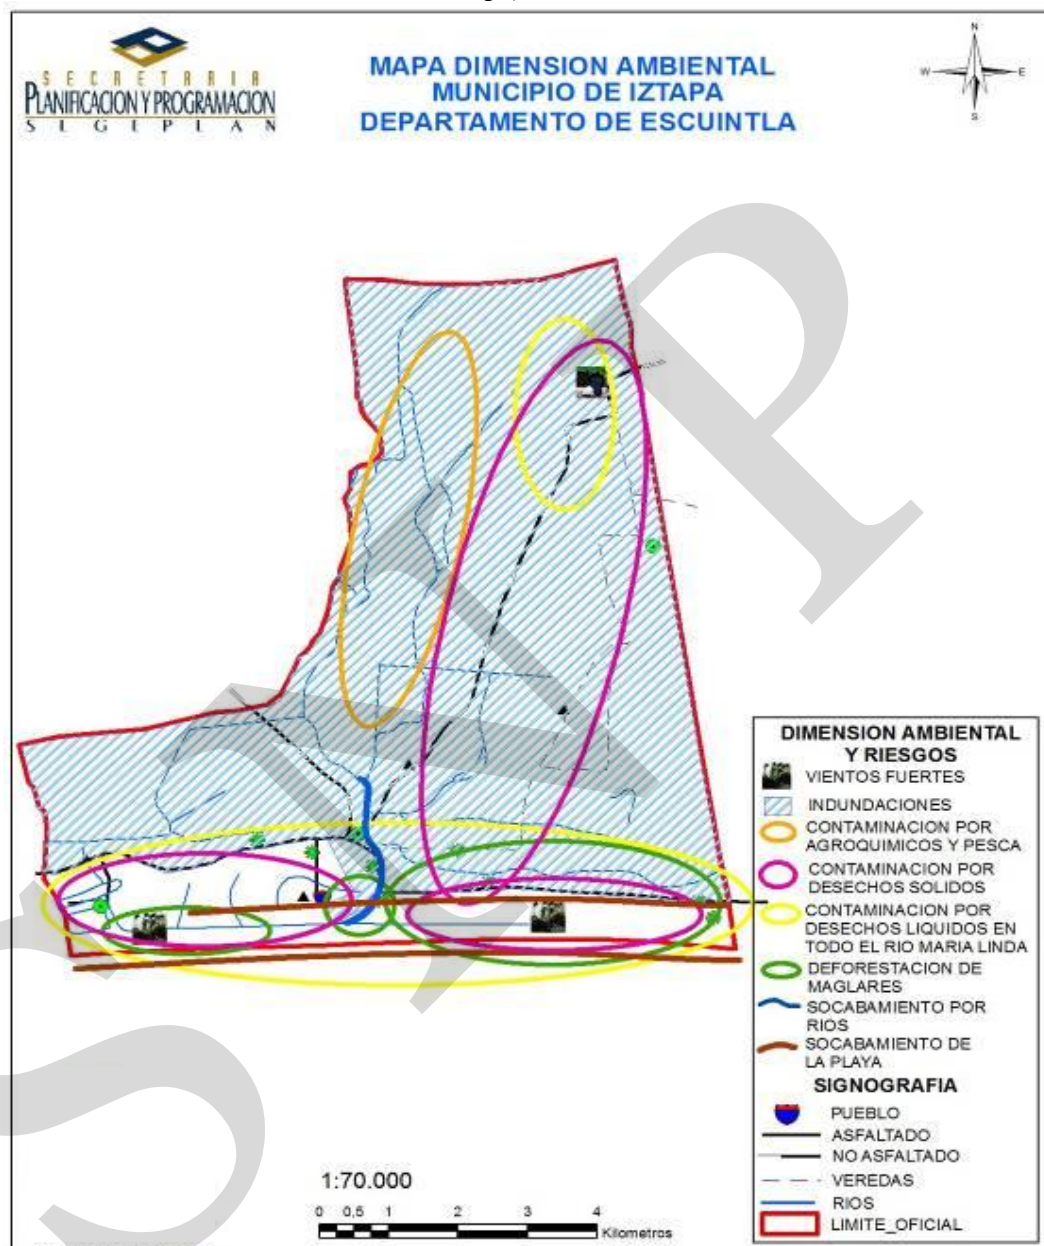 SECRETARIA
PLANIFICACION Y PROGRAMACION
SEGEPLAN
MAPA DIMENSION AMBIENTAL
MUNICIPIO DE IZTAPA
DEPARTAMENTO DE ESCUINTLA
N
W
E
S
DIMENSION AMBIENTAL
Y RIESGOS
VIENTOS FUERTES
INDUNDACIONES
CONTAMINACION POR
AGROQUIMICOS Y PESCA
CONTAMINACION POR
DESECHOS SOLIDOS
CONTAMINACION POR
DESECHOS LIQUIDOS EN
TODO EL RIO MARIA LINDA
DEFORESTACION DE
MAGLARES
SOCABAMIENTO POR
RIOS
SOCABAMIENTO DE
LA PLAYA
SIGNOGRAFIA
PUEBLO
ASFALTADO
NO ASFALTADO
VEREDAS
RIOS
LIMITE_OFICIAL
1:70.000
0 0,5 1 2 3 4
Kilometros